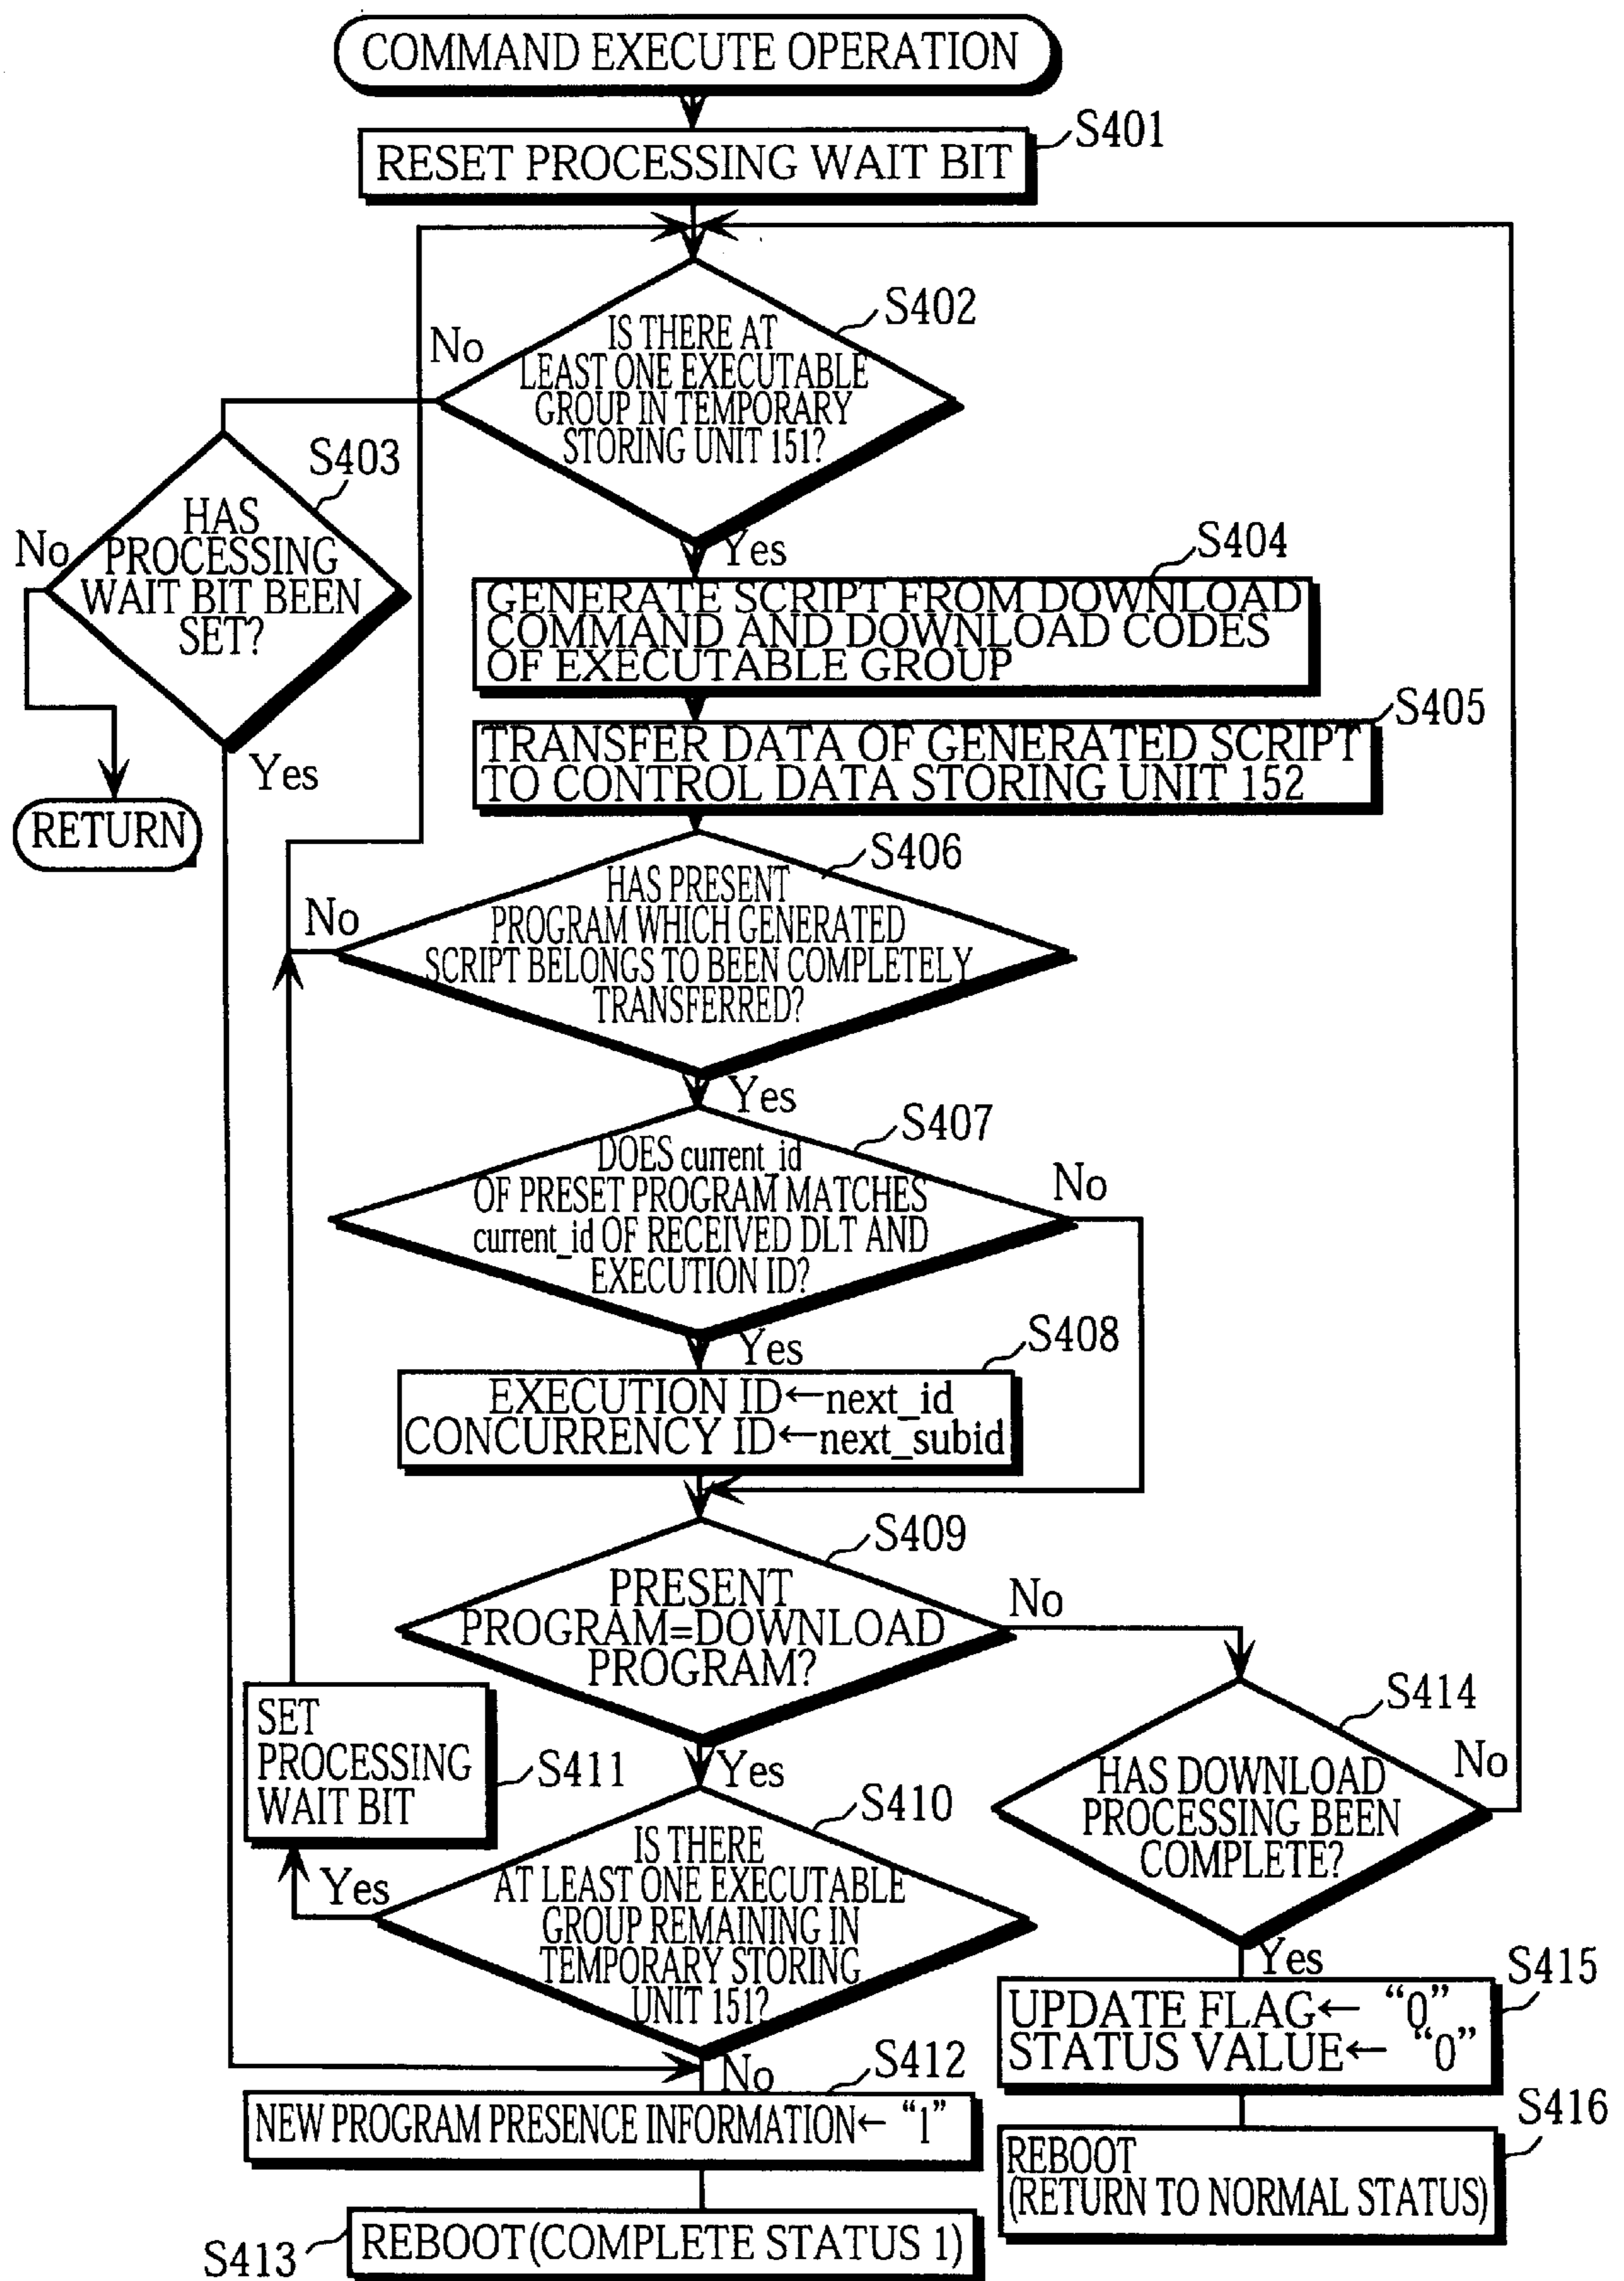 COMMAND EXECUTE OPERATION
S401
RESET PROCESSING WAIT BIT
S402
No
IS THERE AT
LEAST ONE EXECUTABLE
GROUP IN TEMPORARY
STORING UNIT 151?
Yes
S403
No
HAS
PROCESSING
WAIT BIT BEEN
SET?
Yes
RETURN
S404
GENERATE SCRIPT FROM DOWNLOAD
COMMAND AND DOWNLOAD CODES
OF EXECUTABLE GROUP
S405
TRANSFER DATA OF GENERATED SCRIPT
TO CONTROL DATA STORING UNIT 152
S406
No
HAS PRESENT
PROGRAM WHICH GENERATED
SCRIPT BELONGS TO BEEN COMPLETELY
TRANSFERRED?
Yes
S407
DOES current_id
OF PRESET PROGRAM MATCHES
current_id OF RECEIVED DLT AND
EXECUTION ID?
No
Yes
S408
EXECUTION ID←next_id
CONCURRENCY ID←next_subid
S409
PRESENT
PROGRAM=DOWNLOAD
PROGRAM?
No
Yes
SET
PROCESSING
WAIT BIT
S411
S410
IS THERE
AT LEAST ONE EXECUTABLE
GROUP REMAINING IN
TEMPORARY STORING
UNIT 151?
Yes
No
S414
HAS DOWNLOAD
PROCESSING BEEN
COMPLETE?
No
Yes
S415
UPDATE FLAG← “0”
STATUS VALUE← “0”
S412
NEW PROGRAM PRESENCE INFORMATION← “1”
S416
REBOOT
(RETURN TO NORMAL STATUS)
S413
REBOOT(COMPLETE STATUS 1)